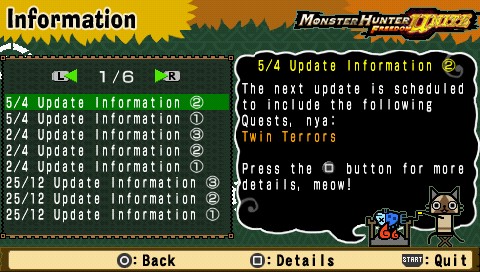 Information
MONSTER HUNTER
FREEDOM UNITE
L 1/6 R
5/4 Update Information ②
5/4 Update Information ①
2/4 Update Information ③
2/4 Update Information ②
2/4 Update Information ①
25/12 Update Information ③
25/12 Update Information ②
25/12 Update Information ①
5/4 Update Information ②
The next update is scheduled
to include the following
Quests, nya:
Twin Terrors
Press the □ button for more
details, meow!
○: Back
□: Details
START: Quit